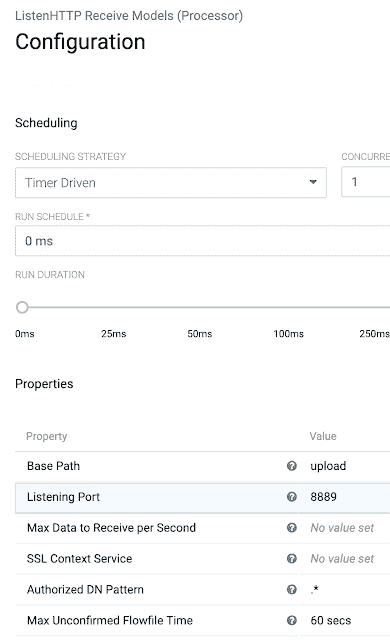 ListenHTTP Receive Models (Processor)
Configuration
Scheduling
SCHEDULING STRATEGY CONCURRE
Timer Driven 1
RUN SCHEDULE *
0 ms
RUN DURATION
0ms 25ms 50ms 100ms 250ms
Properties
Property Value
Base Path ? upload
Listening Port ? 8889
Max Data to Receive per Second ? No value set
SSL Context Service ? No value set
Authorized DN Pattern ? .*
Max Unconfirmed Flowfile Time ? 60 secs